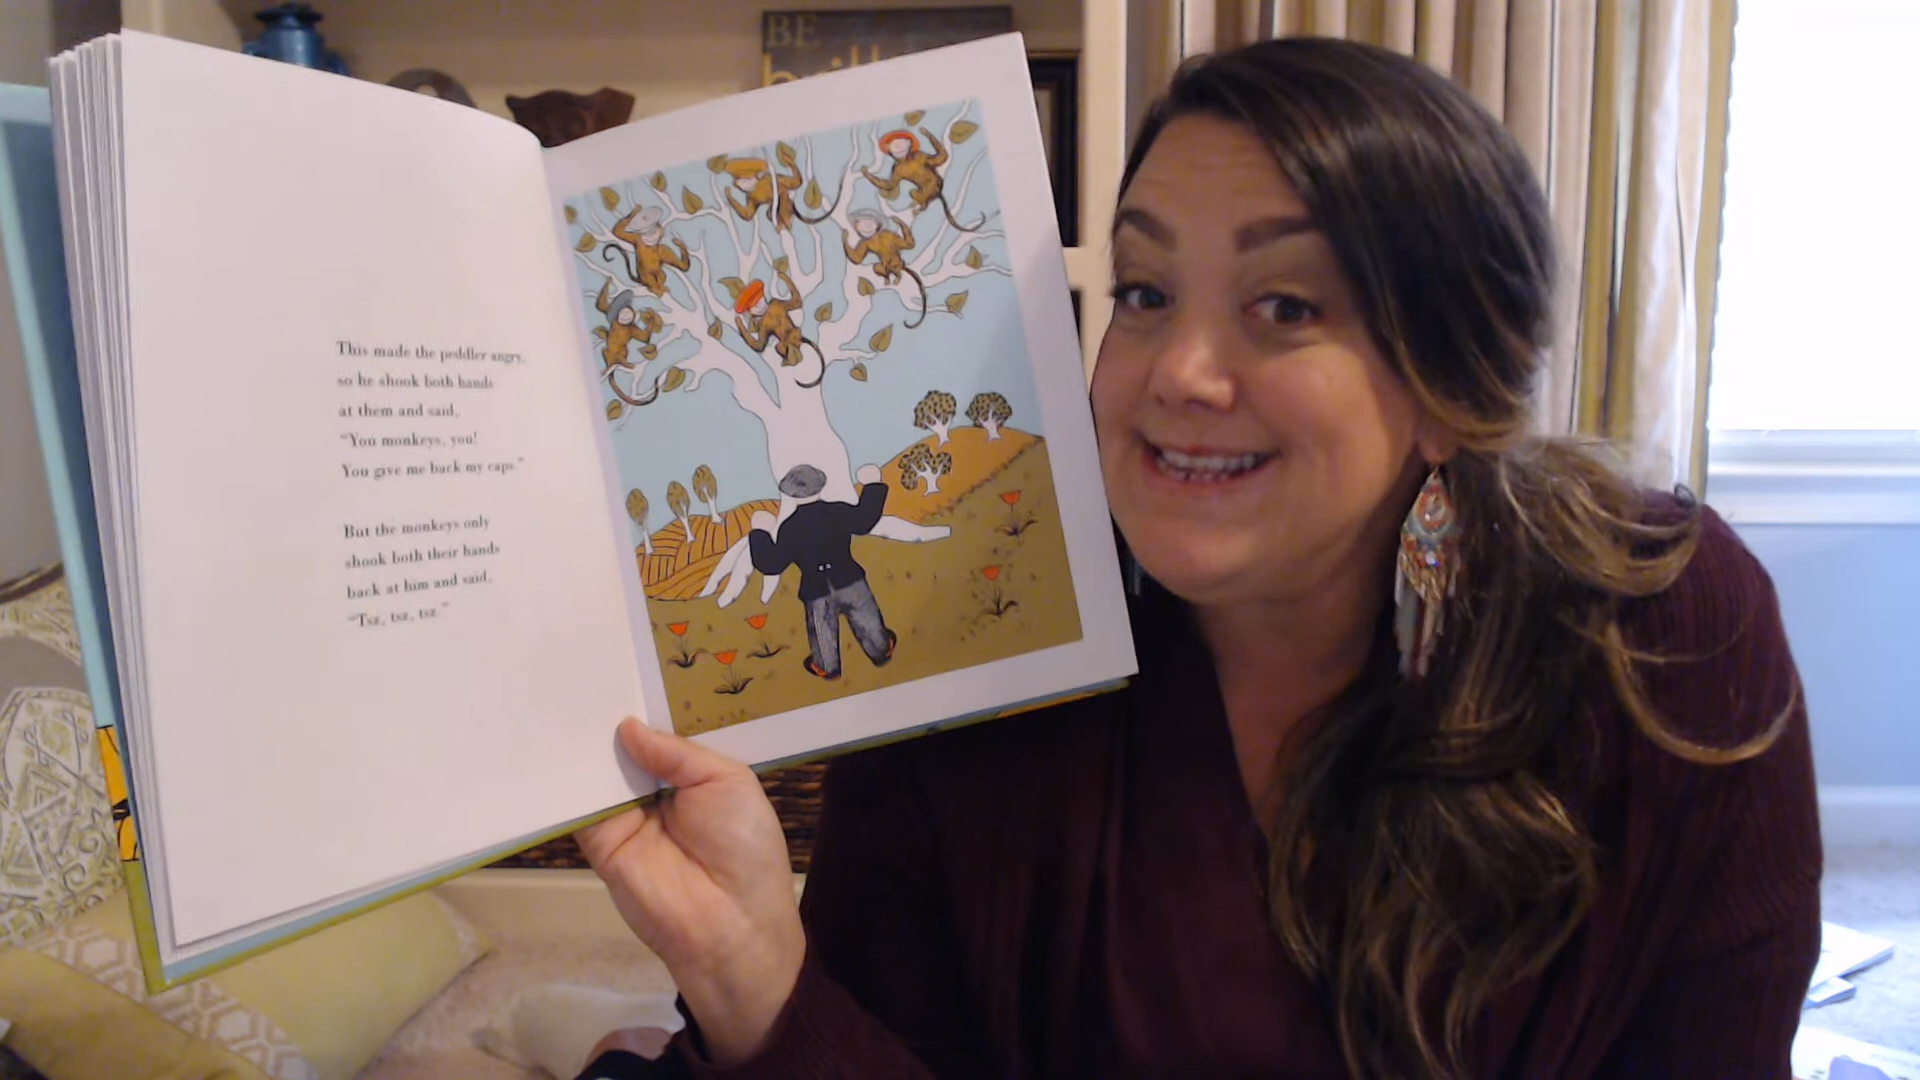 BE
This made the peddler angry,
so he shook both hands
at them and said,
"You monkeys, you!
You give me back my caps."
But the monkeys only
shook both their hands
back at him and said,
"Tsz, tsz, tsz."